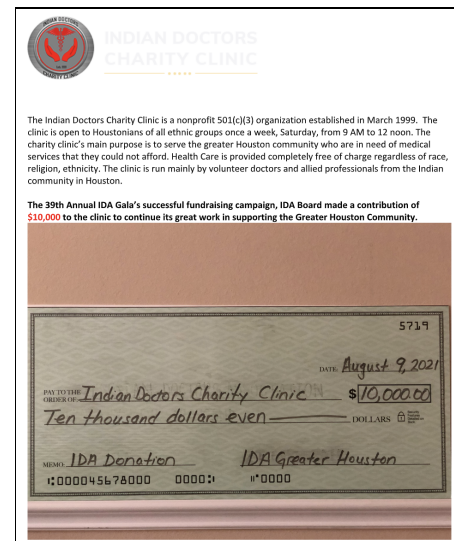 INDIAN DOCTORS
CHARITY CLINIC
INDIAN DOCTORS
CHARITY CLINIC
The Indian Doctors Charity Clinic is a nonprofit 501(c)(3) organization established in March 1999. The
clinic is open to Houstonians of all ethnic groups once a week, Saturday, from 9 AM to 12 noon. The
charity clinic's main purpose is to serve the greater Houston community who are in need of medical
services that they could not afford. Health Care is provided completely free of charge regardless of race,
religion, ethnicity. The clinic is run mainly by volunteer doctors and allied professionals from the Indian
community in Houston.
The 39th Annual IDA Gala's successful fundraising campaign, IDA Board made a contribution of
$10,000 to the clinic to continue its great work in supporting the Greater Houston Community.
5719
DATE August 9, 2021
PAY TO THE
ORDER OF Indian Doctors Charity Clinic $ 10,000.00
Ten thousand dollars even DOLLARS
MEMO IDA Donation IDA Greater Houston
⑆000045678000 0000⑆ ⑈0000